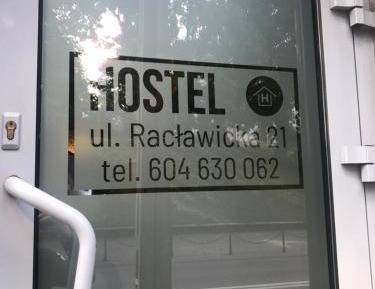 HOSTEL H
ul. Racławicka 21
tel. 604 630 062